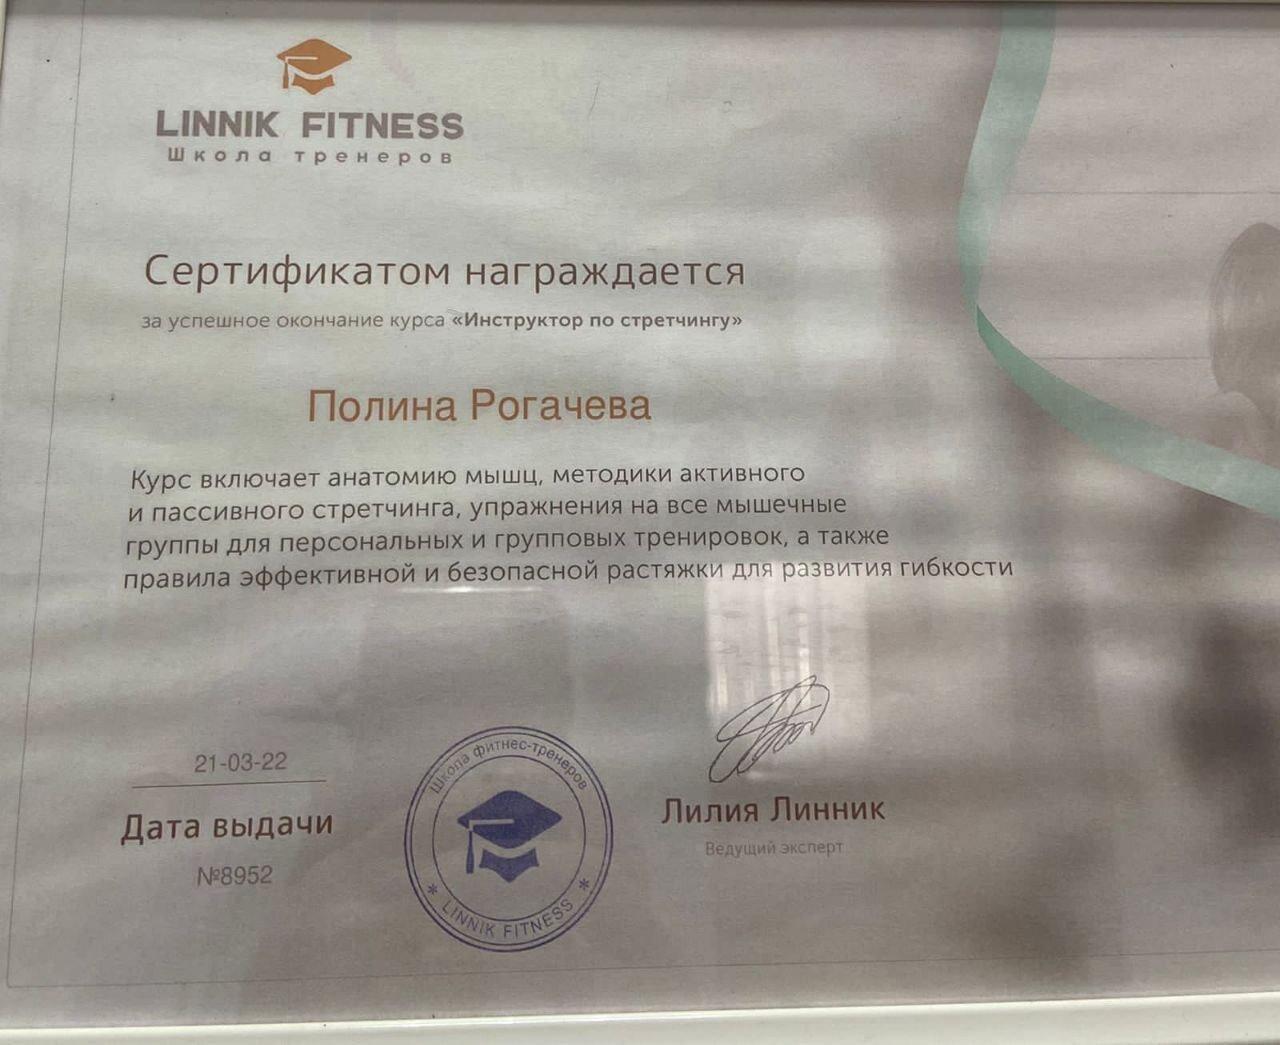 LINNIK FITNESS
Школа тренеров
Сертификатом награждается
за успешное окончание курса «Инструктор по стретчингу»
Полина Рогачева
Курс включает анатомию мышц, методики активного
и пассивного стретчинга, упражнения на все мышечные
группы для персональных и групповых тренировок, а также
правила эффективной и безопасной растяжки для развития гибкости
21-03-22
Дата выдачи
№8952
Школа фитнес-тренеров
* LINNIK FITNESS *
Лилия Линник
Ведущий эксперт